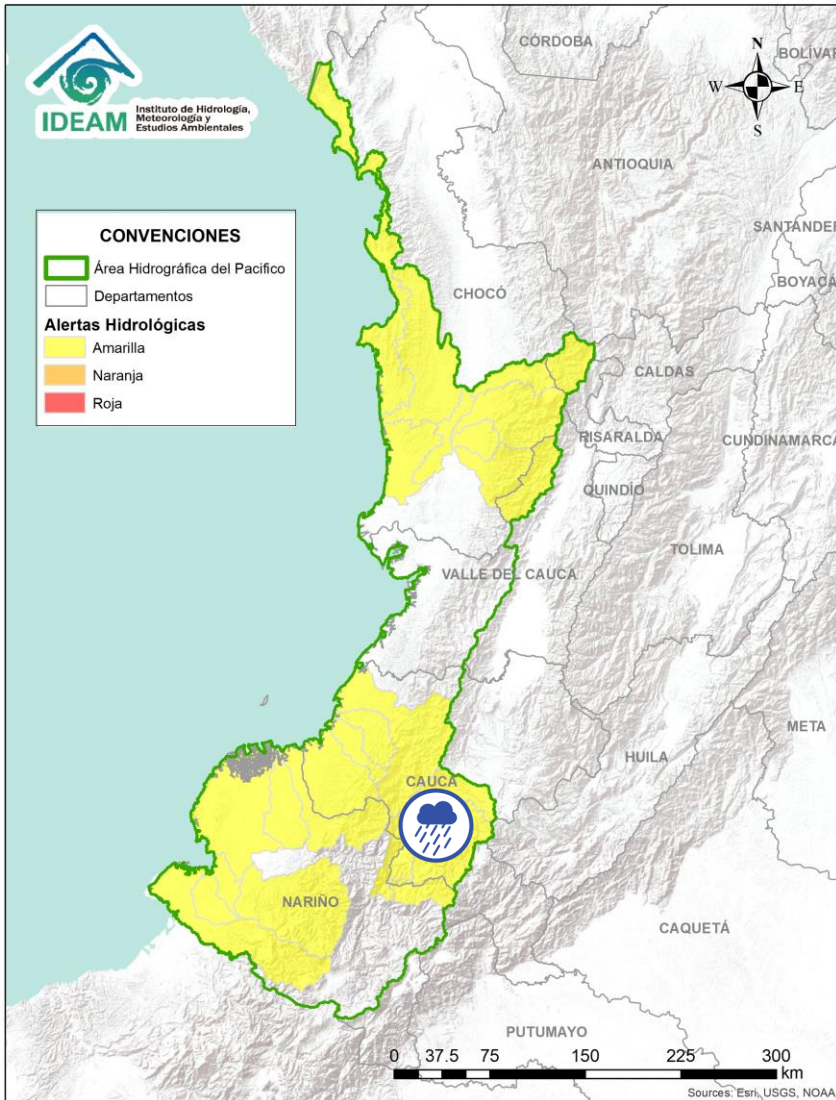 IDEAM
Instituto de Hidrología,
Meteorología y
Estudios Ambientales
N
W
E
S
CONVENCIONES
Área Hidrográfica del Pacifico
Departamentos
Alertas Hidrológicas
Amarilla
Naranja
Roja
CÓRDOBA
BOLÍVAR
ANTIOQUIA
SANTANDER
BOYACÁ
CHOCÓ
CALDAS
RISARALDA
CUNDINAMARCA
QUINDÍO
TOLIMA
VALLE DEL CAUCA
META
HUILA
CAUCA
NARIÑO
CAQUETÁ
PUTUMAYO
0 37.5 75 150 225 300
km
Sources: Esri, USGS, NOAA